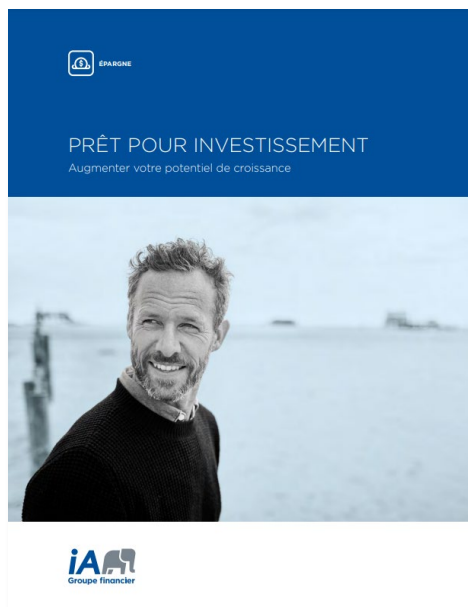 ÉPARGNE
PRÊT POUR INVESTISSEMENT
Augmenter votre potentiel de croissance
iA
Groupe financier